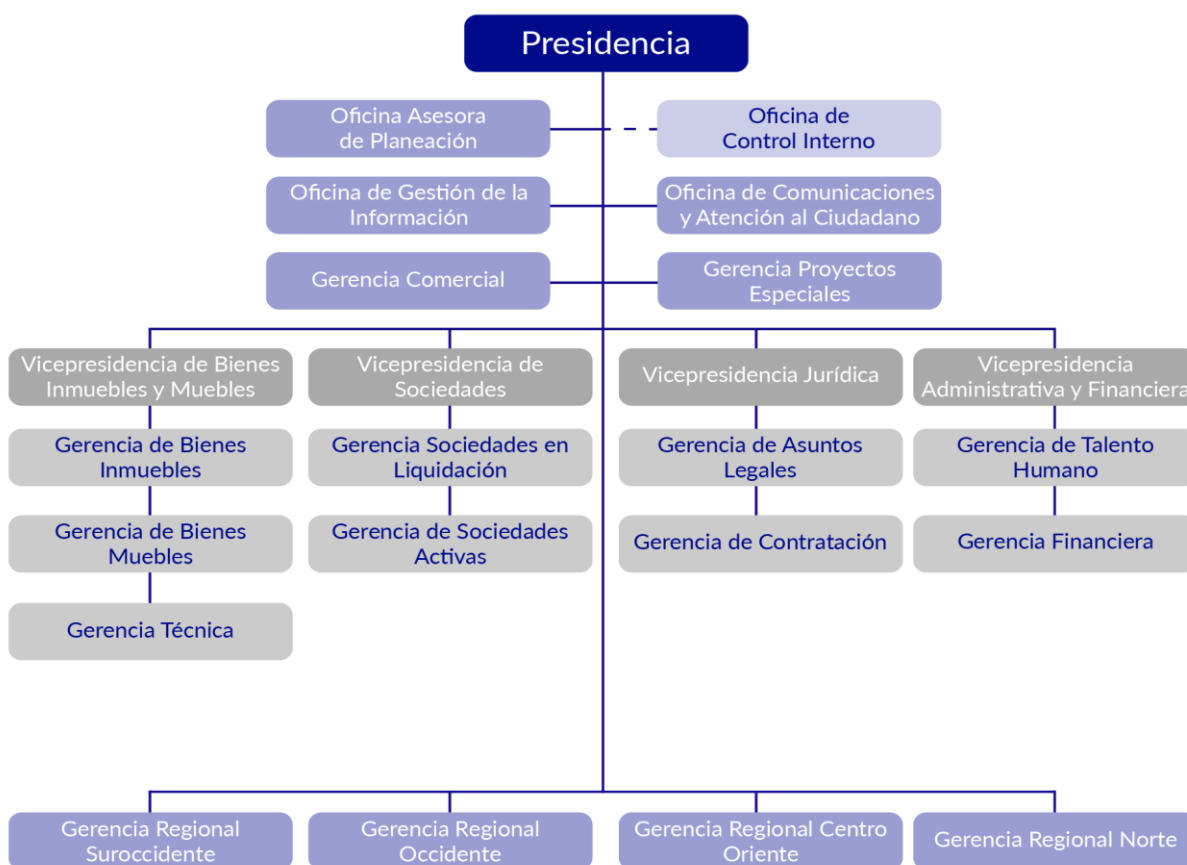 Presidencia
Oficina Asesora
de Planeación
Oficina de
Control Interno
Oficina de Gestión de la
Información
Oficina de Comunicaciones
y Atención al Ciudadano
Gerencia Comercial
Gerencia Proyectos
Especiales
Vicepresidencia de Bienes
Inmuebles y Muebles
Vicepresidencia de
Sociedades
Vicepresidencia Jurídica
Vicepresidencia
Administrativa y Financiera
Gerencia de Bienes
Inmuebles
Gerencia Sociedades en
Liquidación
Gerencia de Asuntos
Legales
Gerencia de Talento
Humano
Gerencia de Bienes
Muebles
Gerencia de Sociedades
Activas
Gerencia de Contratación
Gerencia Financiera
Gerencia Técnica
Gerencia Regional
Suroccidente
Gerencia Regional
Occidente
Gerencia Regional Centro
Oriente
Gerencia Regional Norte